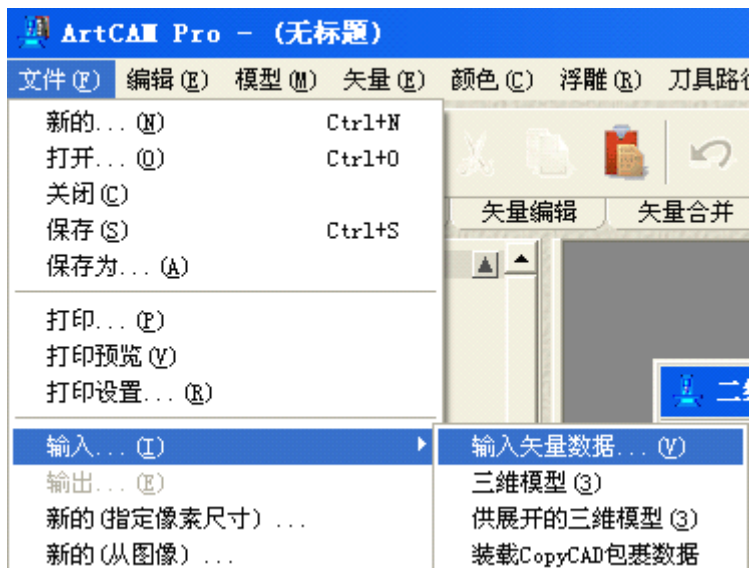 ArtCAM Pro - (无标题)
文件(F) 编辑(E) 模型(M) 矢量(E) 颜色(C) 浮雕(R) 刀具路径
新的...(N) Ctrl+N
打开...(O) Ctrl+O
关闭(C)
保存(S) Ctrl+S
保存为...(A)
矢量编辑 矢量合并
打印...(P)
打印预览(V)
打印设置...(R)
输入...(I)
输出...(E)
新的(指定像素尺寸)...
新的(从图像)...
输入矢量数据...(V)
三维模型(3)
供展开的三维模型(3)
装载CopyCAD包裹数据